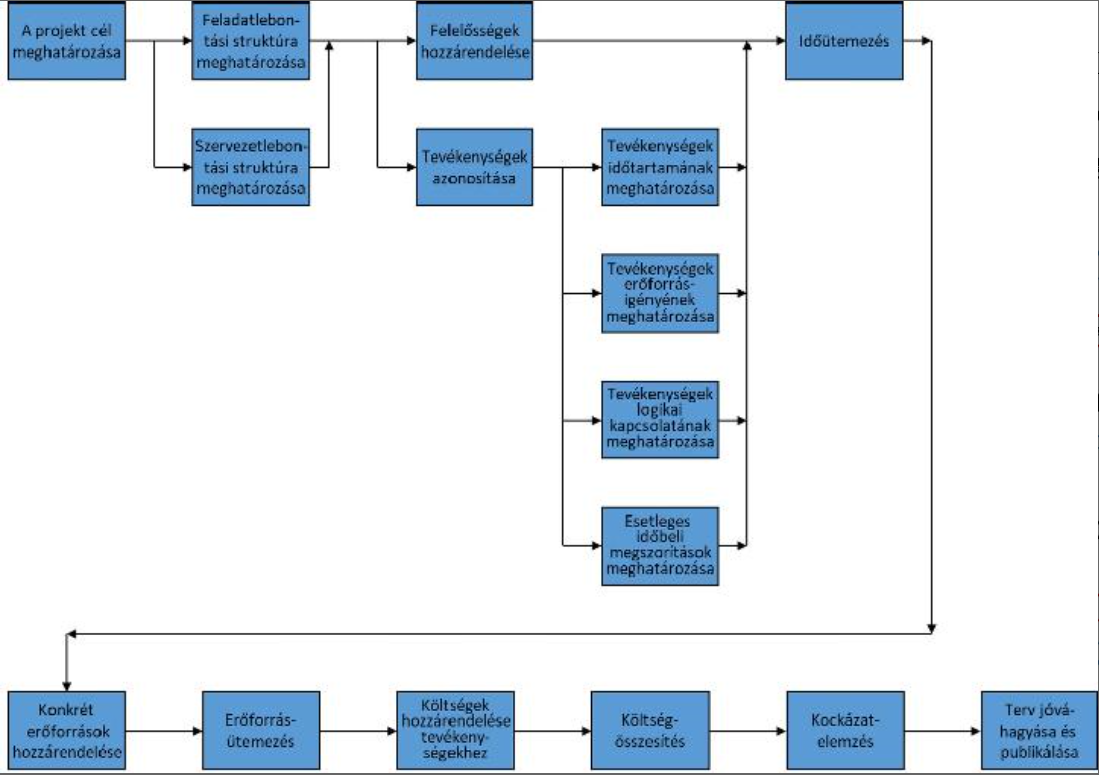 A projekt cél
meghatározása
Feladatlebon-
tási struktúra
meghatározása
Felelősségek
hozzárendelése
Időütemezés
Szervezetlebon-
tási struktúra
meghatározása
Tevékenységek
azonosítása
Tevékenységek
időtartamának
meghatározása
Tevékenységek
erőforrás-
igényének
meghatározása
Tevékenységek
logikai
kapcsolatának
meghatározása
Esetleges
időbeli
megszorítások
meghatározása
Konkrét
erőforrások
hozzárendelése
Erőforrás-
ütemezés
Költségek
hozzárendelése
tevékeny-
ségekhez
Költség-
összesítés
Kockázat-
elemzés
Terv jóvá-
hagyása és
publikálása